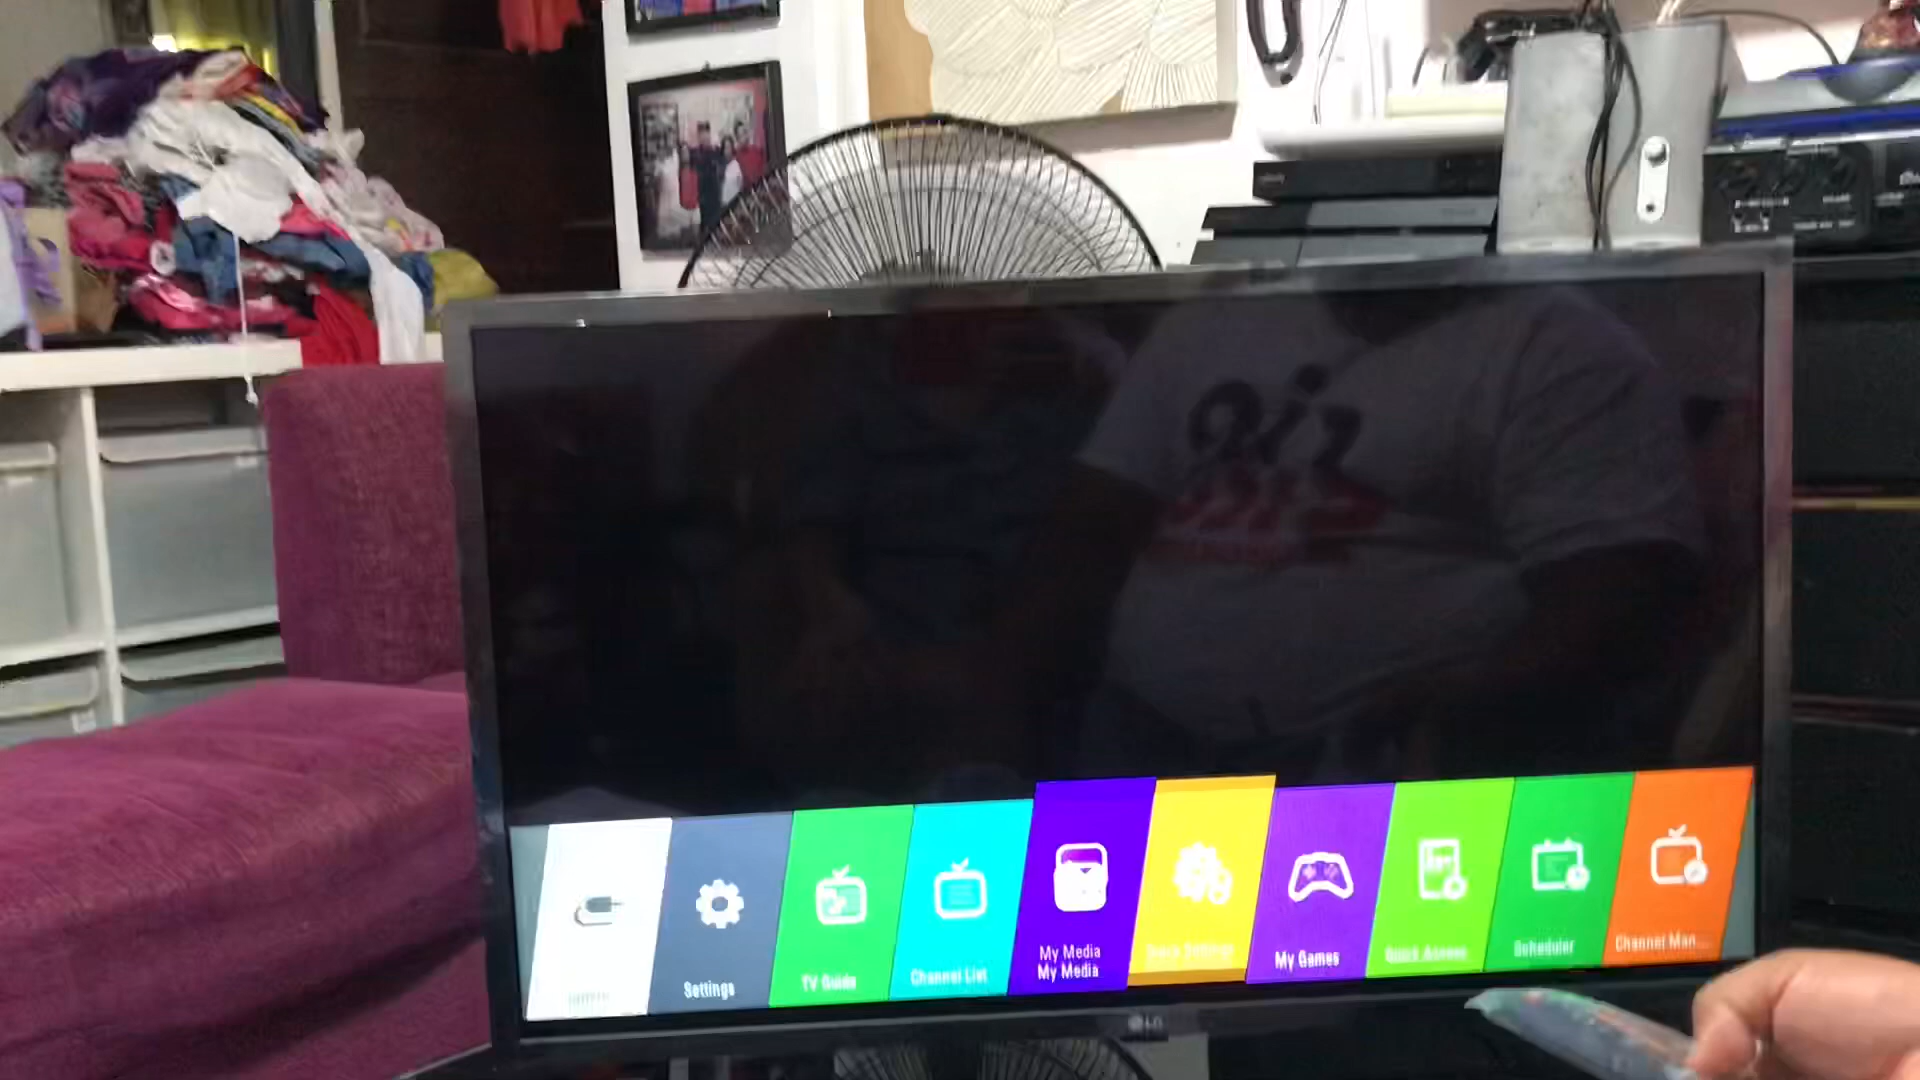 Settings
TV Guide
Channel List
My Media
My Media
Quick Settings
My Games
Quick Access
Scheduler
Channel Man...
LG